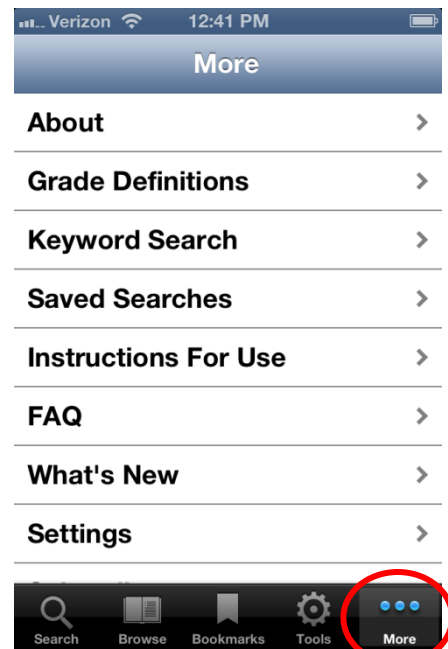 Verizon 12:41 PM
More
About
Grade Definitions
Keyword Search
Saved Searches
Instructions For Use
FAQ
What's New
Settings
Search Browse Bookmarks Tools More